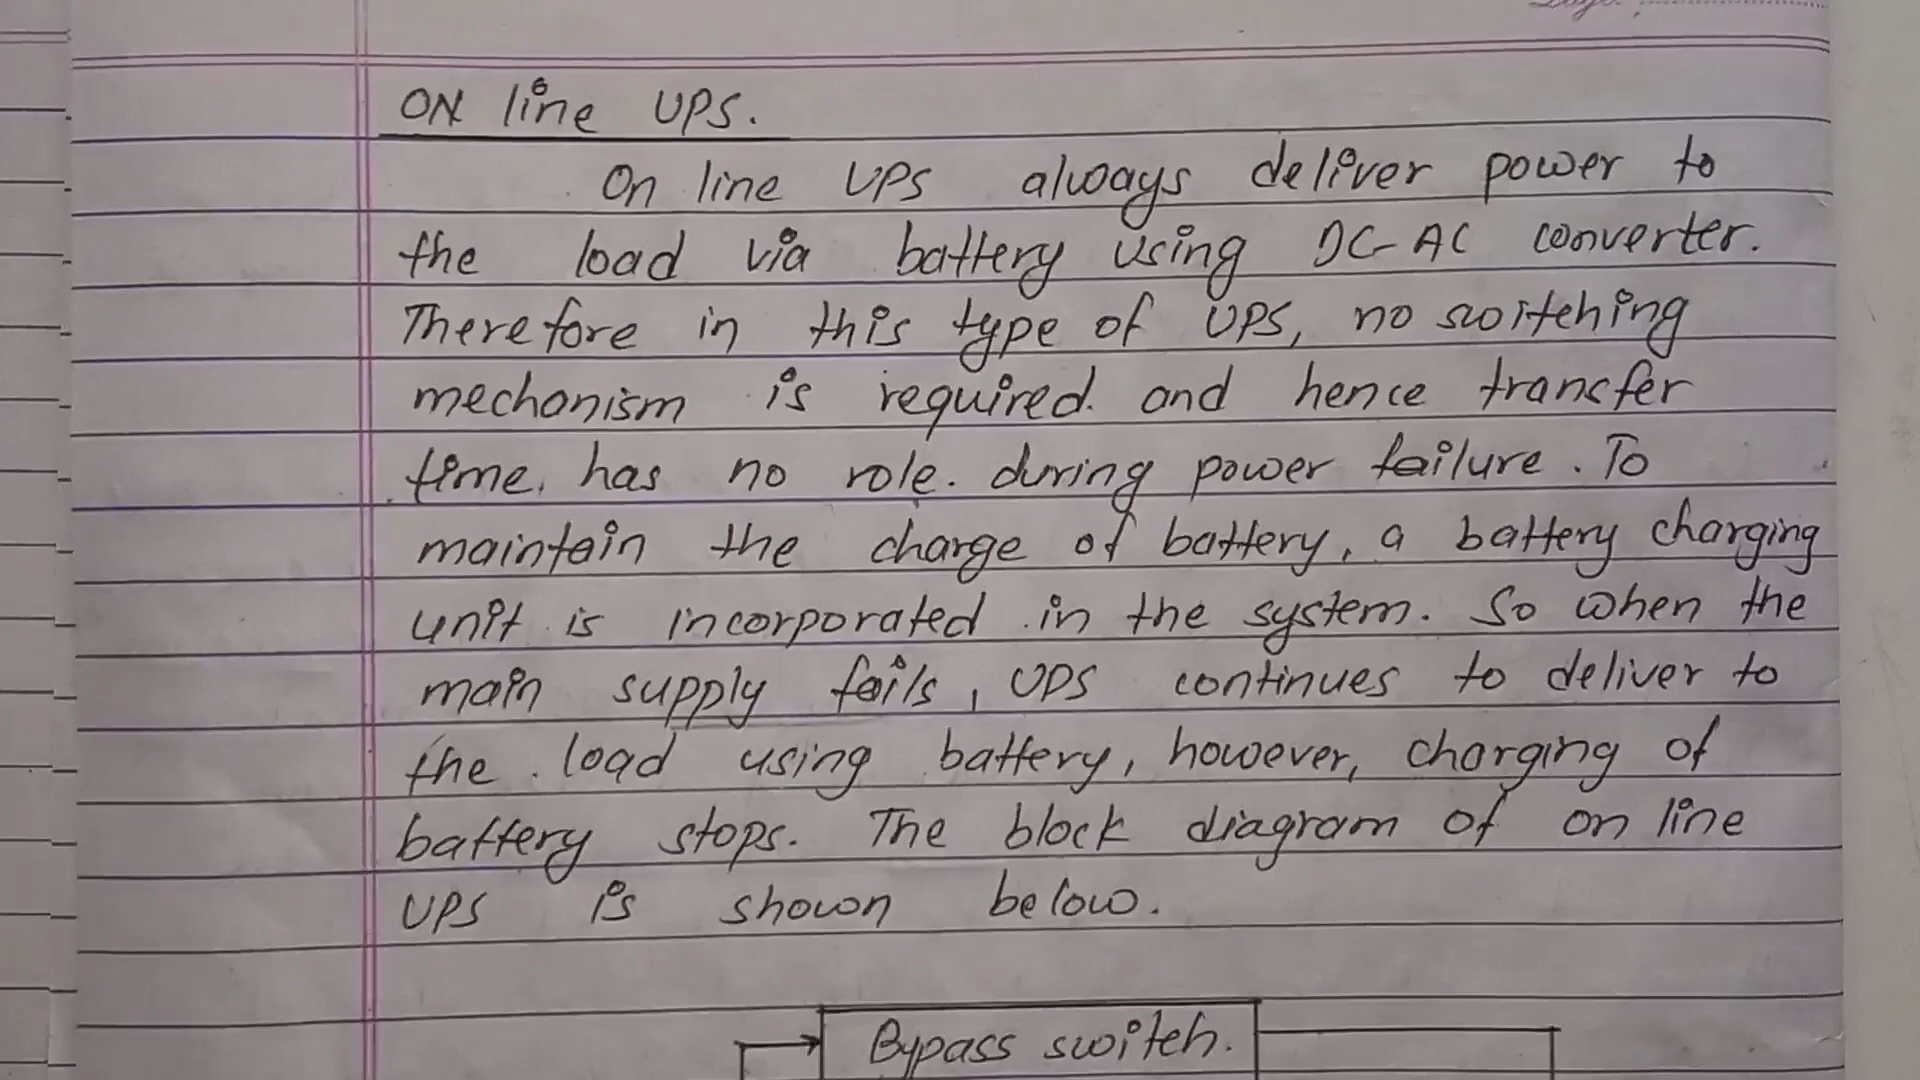 ON line UPS.
On line UPS always deliver power to
the load via battery using DC-AC converter.
Therefore in this type of UPS, no switching
mechanism is required. and hence transfer
time. has no role. during power failure. To
maintain the charge of battery, a battery charging
unit is incorporated in the system. So when the
main supply fails, UPS continues to deliver to
the load using battery, however, charging of
battery stops. The block diagram of on line
UPS is shown below.
Bypass switch.